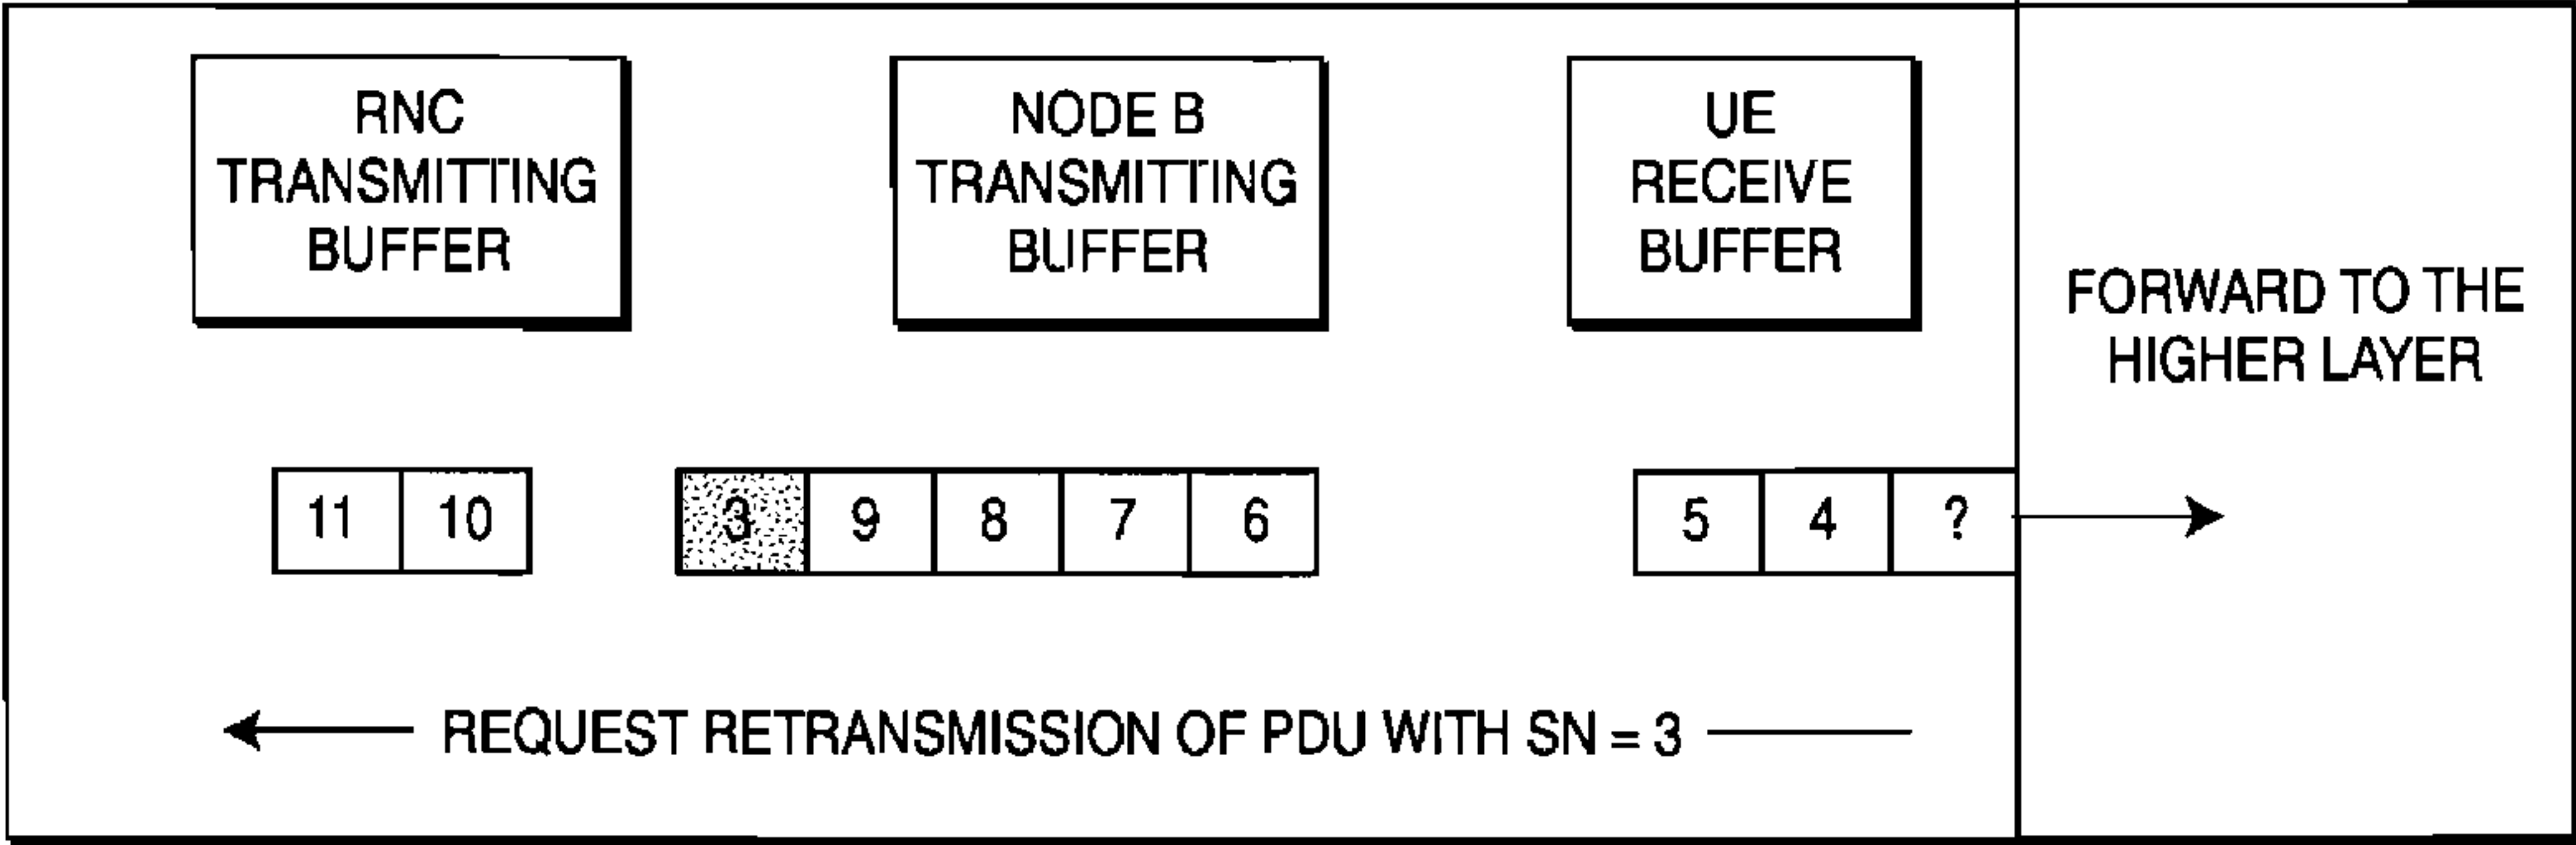 RNC
TRANSMITTING
BUFFER
NODE B
TRANSMITTING
BUFFER
UE
RECEIVE
BUFFER
FORWARD TO THE
HIGHER LAYER
11 10
3 9 8 7 6
5 4 ?
REQUEST RETRANSMISSION OF PDU WITH SN = 3